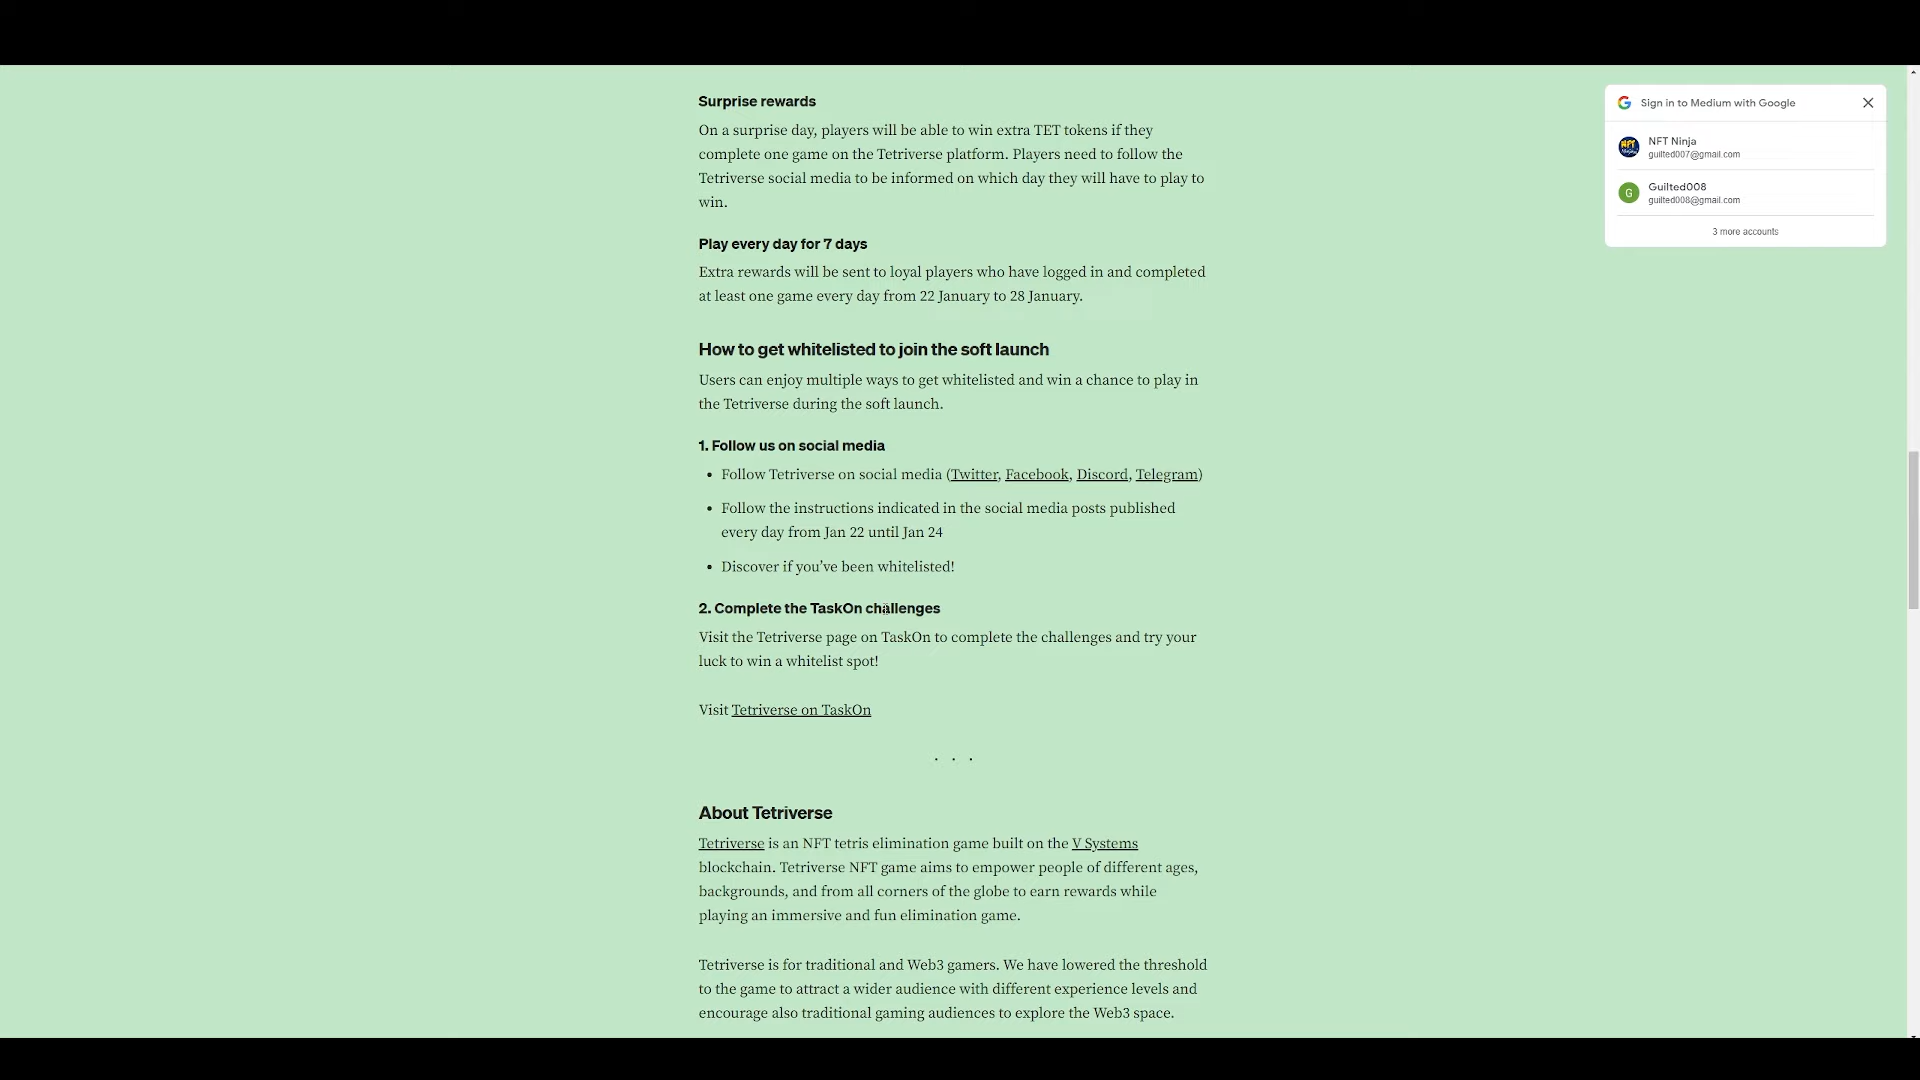 Surprise rewards
On a surprise day, players will be able to win extra TET tokens if they
complete one game on the Tetriverse platform. Players need to follow the
Tetriverse social media to be informed on which day they will have to play to
win.
Play every day for 7 days
Extra rewards will be sent to loyal players who have logged in and completed
at least one game every day from 22 January to 28 January.
How to get whitelisted to join the soft launch
Users can enjoy multiple ways to get whitelisted and win a chance to play in
the Tetriverse during the soft launch.
1. Follow us on social media
• Follow Tetriverse on social media (Twitter, Facebook, Discord, Telegram)
• Follow the instructions indicated in the social media posts published
every day from Jan 22 until Jan 24
• Discover if you’ve been whitelisted!
2. Complete the TaskOn challenges
Visit the Tetriverse page on TaskOn to complete the challenges and try your
luck to win a whitelist spot!
Visit Tetriverse on TaskOn
. . .
About Tetriverse
Tetriverse is an NFT tetris elimination game built on the V Systems
blockchain. Tetriverse NFT game aims to empower people of different ages,
backgrounds, and from all corners of the globe to earn rewards while
playing an immersive and fun elimination game.
Tetriverse is for traditional and Web3 gamers. We have lowered the threshold
to the game to attract a wider audience with different experience levels and
encourage also traditional gaming audiences to explore the Web3 space.
Sign in to Medium with Google
NFT Ninja
guilted007@gmail.com
G
Guilted008
guilted008@gmail.com
3 more accounts